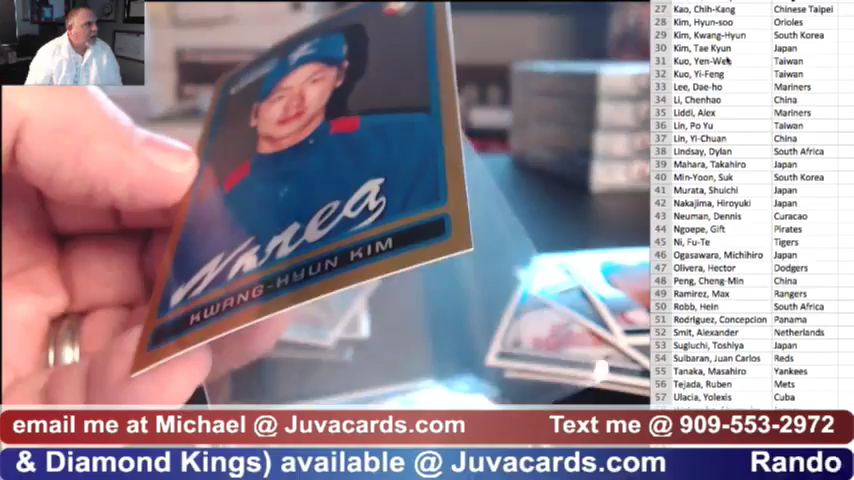 27 Kao, Chih-Kang Chinese Taipei
28 Kim, Hyun-soo Orioles
29 Kim, Kwang-Hyun South Korea
30 Kim, Tae Kyun Japan
31 Kuo, Yen-Wen Taiwan
32 Kuo, Yi-Feng Taiwan
33 Lee, Dae-ho Mariners
34 Li, Chenhao China
35 Liddi, Alex Mariners
36 Lin, Po Yu Taiwan
37 Lin, Yi-Chuan China
38 Lindsay, Dylan South Africa
39 Mahara, Takahiro Japan
40 Min-Yoon, Suk South Korea
41 Murata, Shuichi Japan
42 Nakajima, Hiroyuki Japan
43 Neuman, Dennis Curacao
44 Ngoepe, Gift Pirates
45 Ni, Fu-Te Tigers
46 Ogasawara, Michihiro Japan
47 Olivera, Hector Dodgers
48 Peng, Cheng-Min China
49 Ramirez, Max Rangers
50 Robb, Hein South Africa
51 Rodriguez, Concepcion Panama
52 Smit, Alexander Netherlands
53 Sugiuchi, Toshiya Japan
54 Sulbaran, Juan Carlos Reds
55 Tanaka, Masahiro Yankees
56 Tejada, Ruben Mets
57 Ulacia, Yolexis Cuba
Korea
KWANG-HYUN KIM
email me at Michael @ Juvacards.com Text me @ 909-553-2972
& Diamond Kings) available @ Juvacards.com Rando